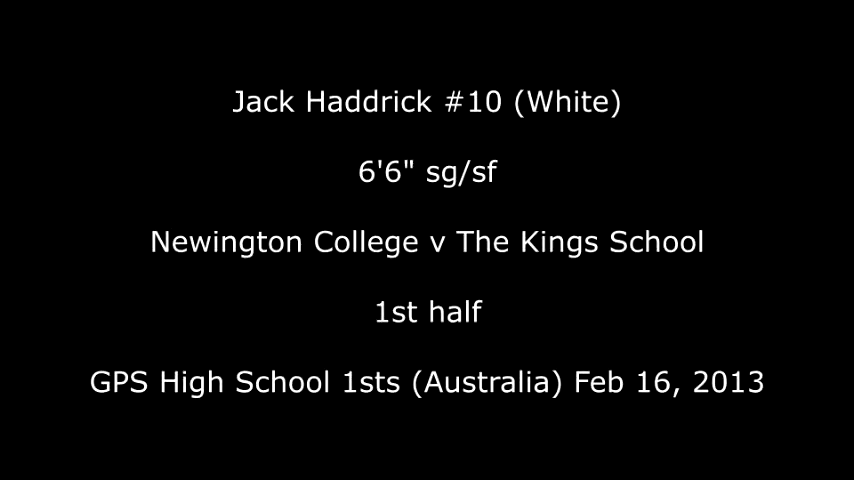 Jack Haddrick #10 (White)
6'6" sg/sf
Newington College v The Kings School
1st half
GPS High School 1sts (Australia) Feb 16, 2013